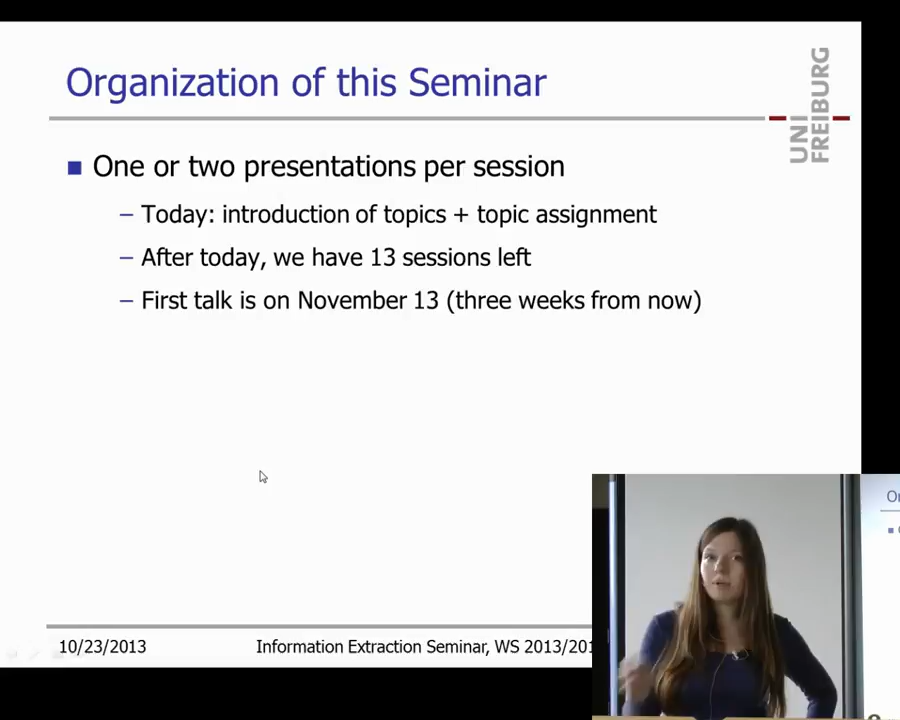 Organization of this Seminar
UNI
FREIBURG
One or two presentations per session
– Today: introduction of topics + topic assignment
– After today, we have 13 sessions left
– First talk is on November 13 (three weeks from now)
10/23/2013
Information Extraction Seminar, WS 2013/201
Or